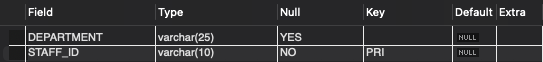 Field Type Null Key Default Extra
DEPARTMENT varchar(25) YES NULL
STAFF_ID varchar(10) NO PRI NULL